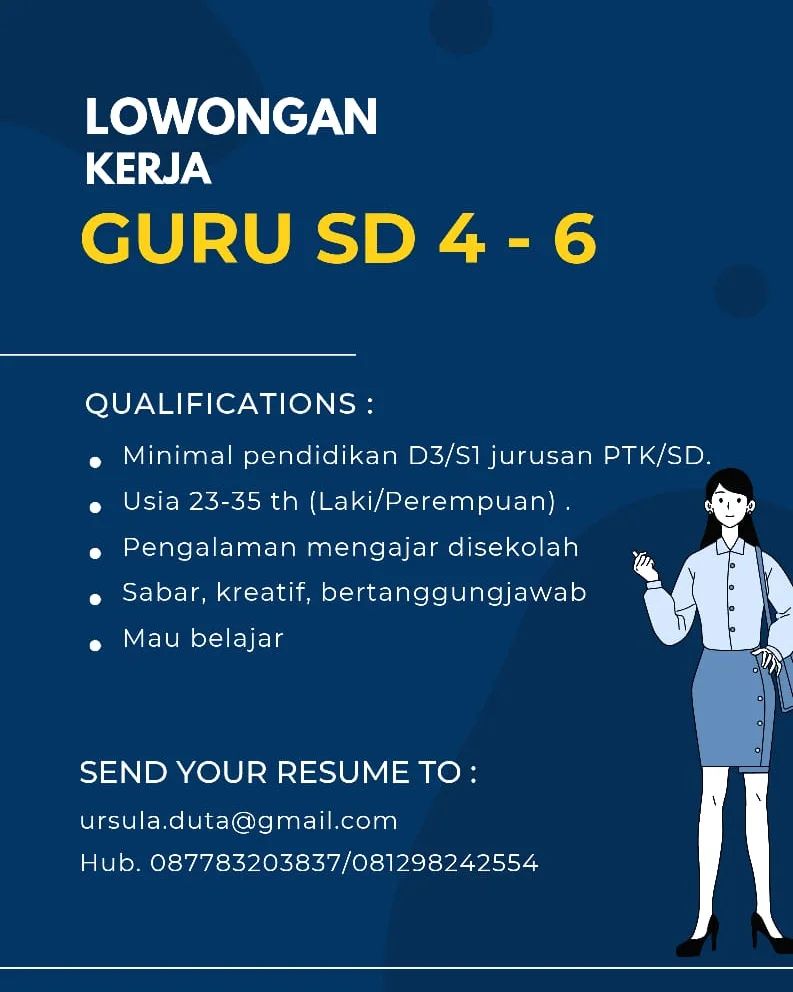 LOWONGAN
KERJA
GURU SD 4 - 6
QUALIFICATIONS :
Minimal pendidikan D3/S1 jurusan PTK/SD.
Usia 23-35 th (Laki/Perempuan) .
Pengalaman mengajar disekolah
Sabar, kreatif, bertanggungjawab
Mau belajar
SEND YOUR RESUME TO :
ursula.duta@gmail.com
Hub. 087783203837/081298242554